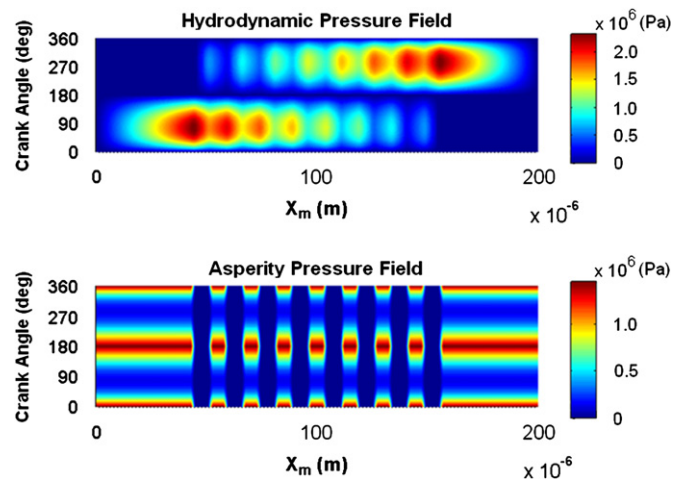 Hydrodynamic Pressure Field
x 10^6 (Pa)
Crank Angle (deg)
360
270
180
90
0
2.0
1.5
1.0
0.5
0
0 100 200
X_m (m)
x 10^-6
Asperity Pressure Field
x 10^6 (Pa)
Crank Angle (deg)
360
270
180
90
0
1.0
0.5
0
0 100 200
X_m (m)
x 10^-6